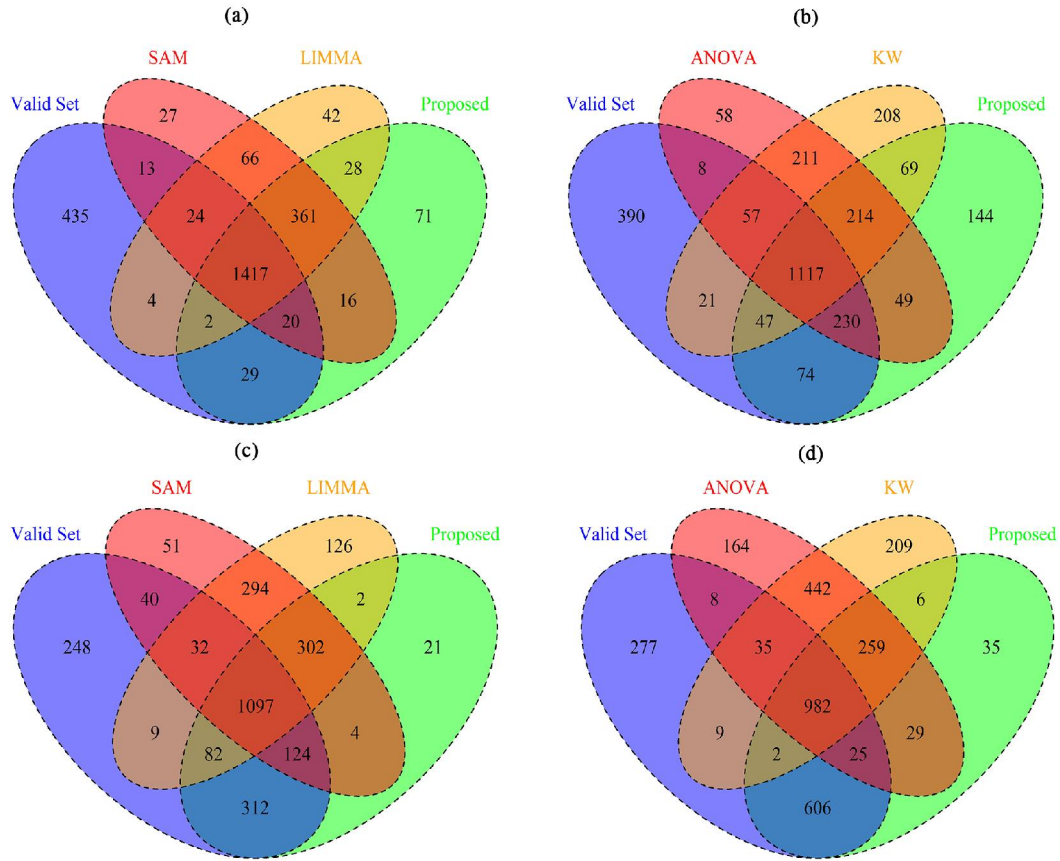 (a)
SAM LIMMA
Valid Set Proposed
27 42
13 66 28
435 24 361 71
1417
4 2 20 16
29
(b)
ANOVA KW
Valid Set Proposed
58 208
8 211 69
390 57 214 144
1117
21 47 230 49
74
(c)
SAM LIMMA
Valid Set Proposed
51 126
40 294 2
248 32 302 21
1097
9 82 124 4
312
(d)
ANOVA KW
Valid Set Proposed
164 209
8 442 6
277 35 259 35
982
9 2 25 29
606